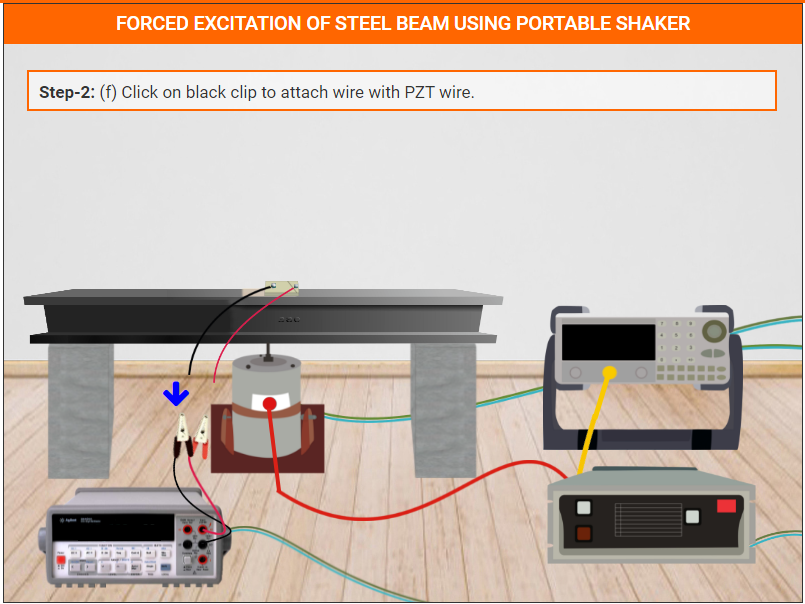 FORCED EXCITATION OF STEEL BEAM USING PORTABLE SHAKER
Step-2: (f) Click on black clip to attach wire with PZT wire.
Agilent